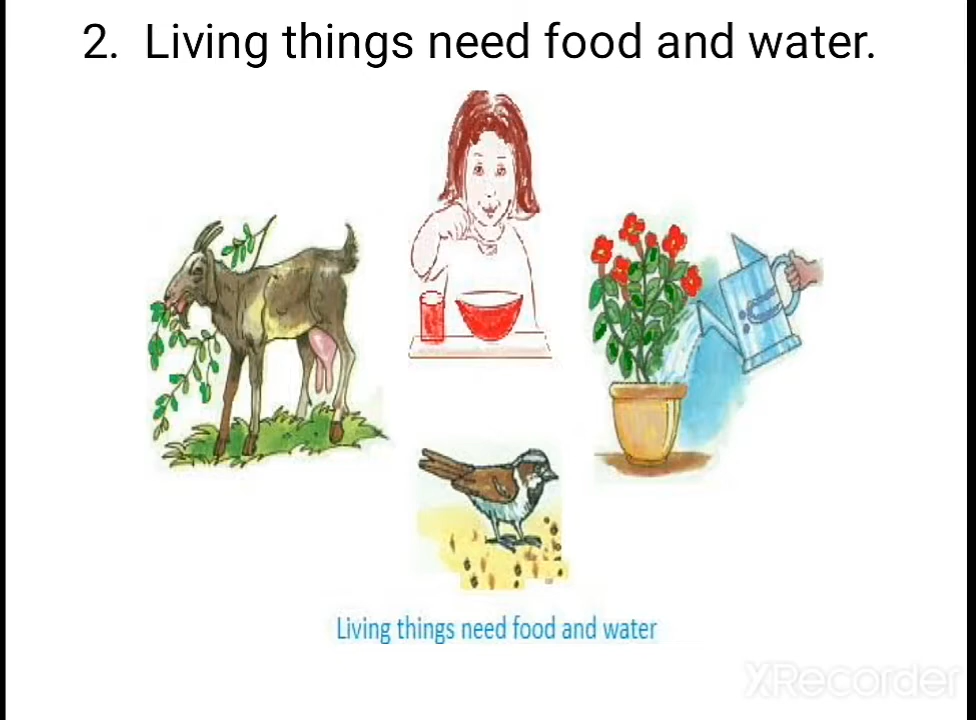 2. Living things need food and water.
Living things need food and water
XRecorder